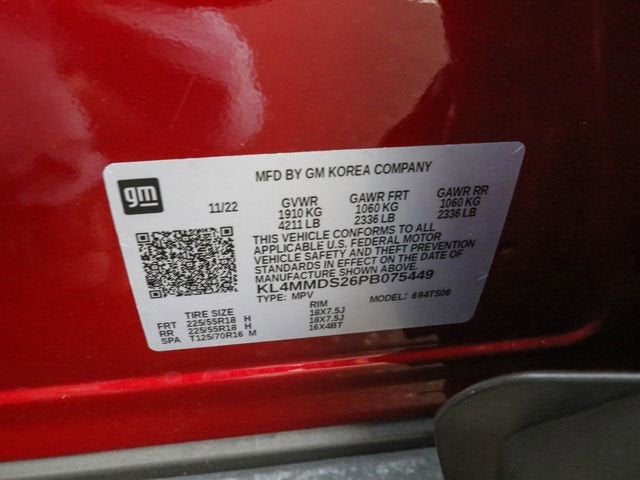 MFD BY GM KOREA COMPANY
gm
11/22 GVWR GAWR FRT GAWR RR
1910 KG 1060 KG 1060 KG
4211 LB 2336 LB 2336 LB
THIS VEHICLE CONFORMS TO ALL
APPLICABLE U.S. FEDERAL MOTOR
VEHICLE SAFETY AND THEFT PREVENTION
STANDARDS IN EFFECT ON THE DATE OF
MANUFACTURE SHOWN ABOVE.
KL4MMDS26PB075449
TYPE: MPV MODEL: 694TS06
TIRE SIZE RIM
FRT 225/55R18 H 18X7.5J
RR 225/55R18 H 18X7.5J
SPA T125/70R16 M 16X4BT